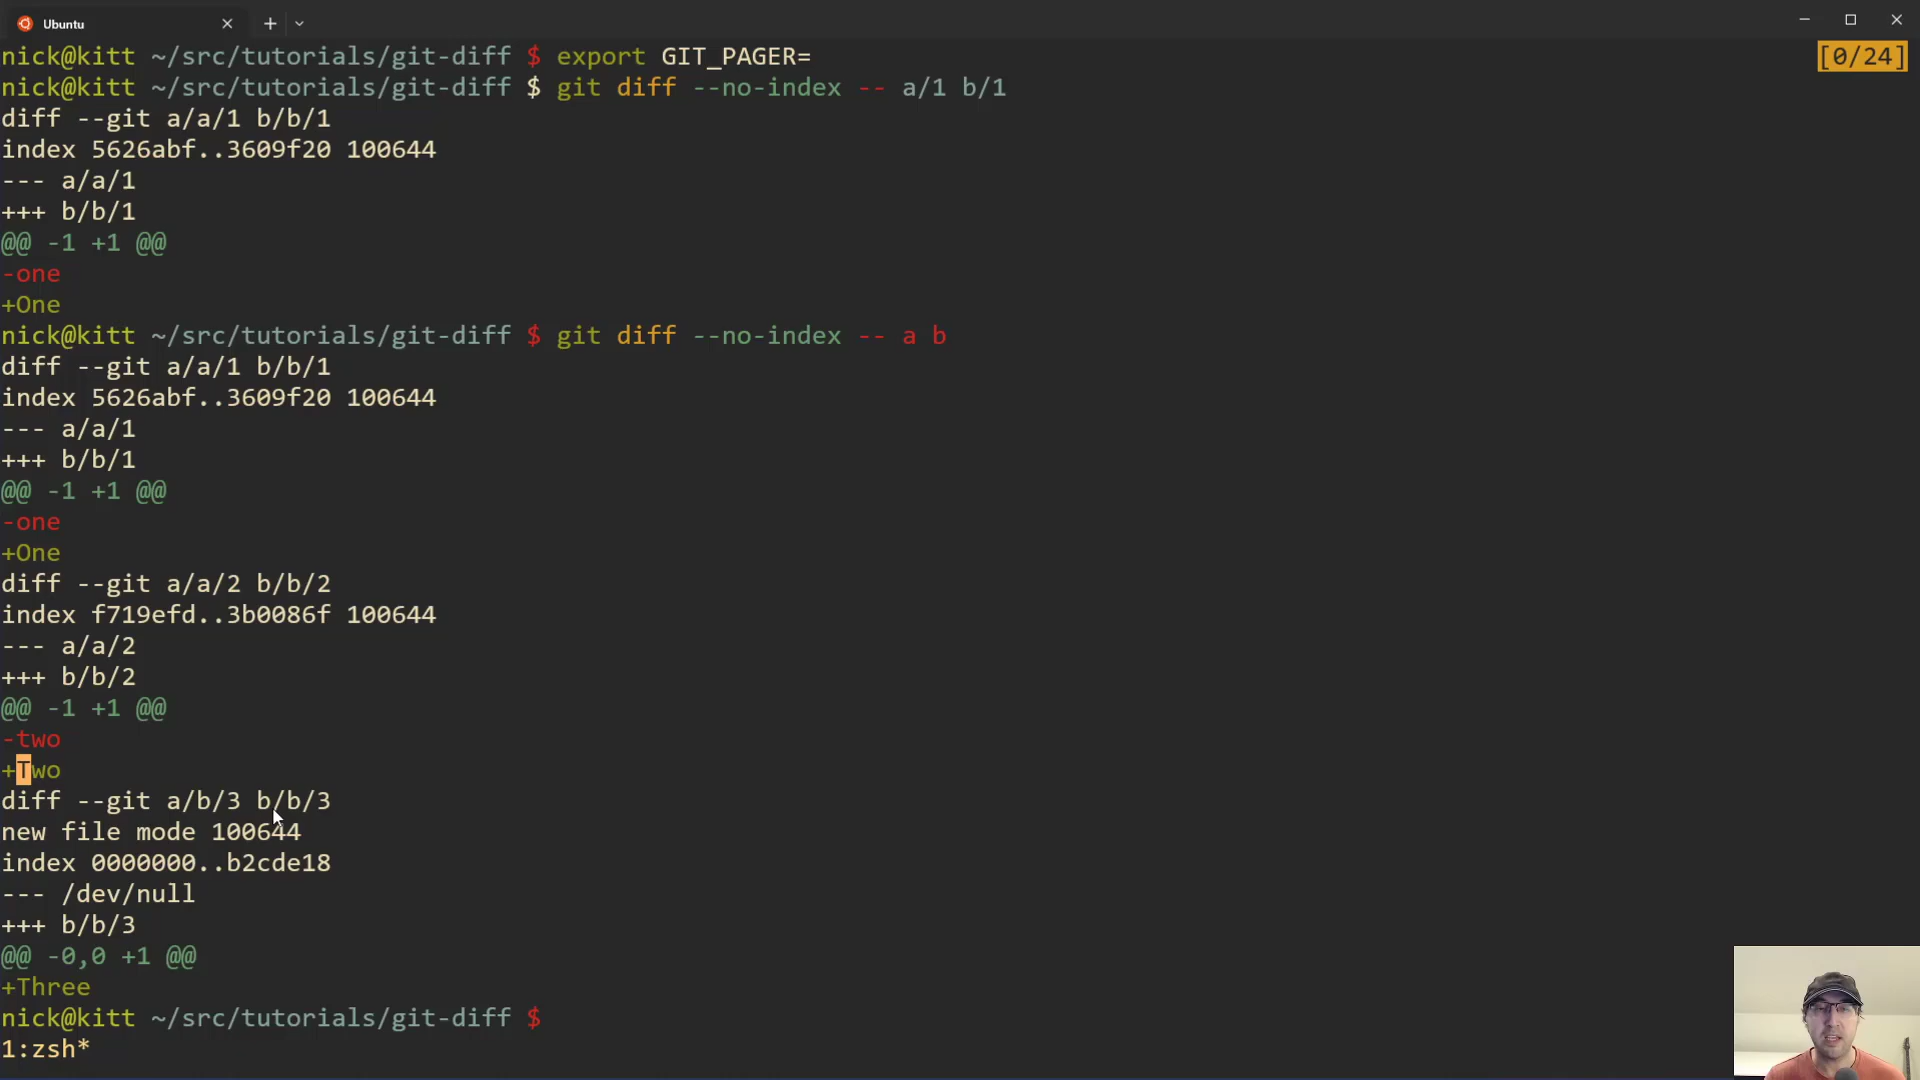 Ubuntu
nick@kitt ~/src/tutorials/git-diff $ export GIT_PAGER=
[0/24]
nick@kitt ~/src/tutorials/git-diff $ git diff --no-index -- a/1 b/1
diff --git a/a/1 b/b/1
index 5626abf..3609f20 100644
--- a/a/1
+++ b/b/1
@@ -1 +1 @@
-one
+One
nick@kitt ~/src/tutorials/git-diff $ git diff --no-index -- a b
diff --git a/a/1 b/b/1
index 5626abf..3609f20 100644
--- a/a/1
+++ b/b/1
@@ -1 +1 @@
-one
+One
diff --git a/a/2 b/b/2
index f719efd..3b0086f 100644
--- a/a/2
+++ b/b/2
@@ -1 +1 @@
-two
+Two
diff --git a/b/3 b/b/3
new file mode 100644
index 0000000..b2cde18
--- /dev/null
+++ b/b/3
@@ -0,0 +1 @@
+Three
nick@kitt ~/src/tutorials/git-diff $
1:zsh*